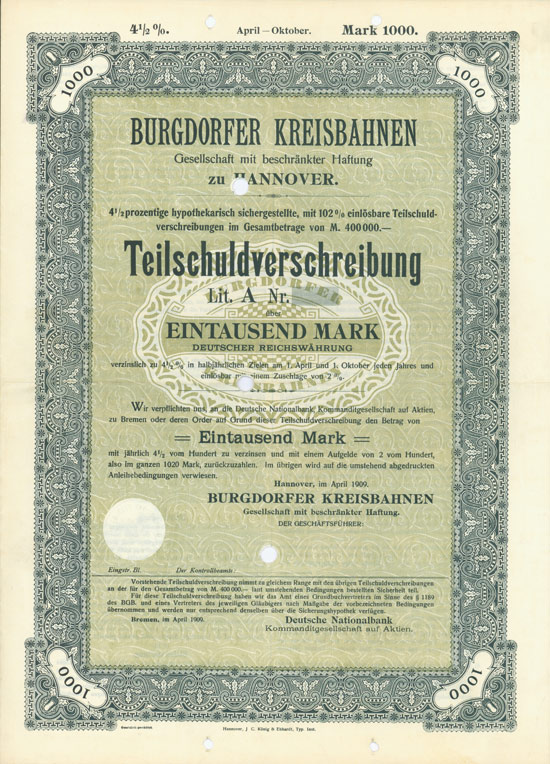 4½ %. April – Oktober. Mark 1000.
1000 1000
BURGDORFER KREISBAHNEN
Gesellschaft mit beschränkter Haftung
zu HANNOVER.
4½ prozentige hypothekarisch sichergestellte, mit 102 % einlösbare Teilschuld-
verschreibungen im Gesamtbetrage von M. 400 000.—
Teilschuldverschreibung
BURGDORFER
Lit. A Nr.
über
EINTAUSEND MARK
DEUTSCHER REICHSWÄHRUNG
verzinslich zu 4½ % in halbjährlichen Zielen am 1. April und 1. Oktober jeden Jahres und
einlösbar mit einem Zuschlage von 2 %.
Wir verpflichten uns, an die Deutsche Nationalbank Kommanditgesellschaft auf Aktien,
zu Bremen oder deren Order auf Grund dieser Teilschuldverschreibung den Betrag von
= Eintausend Mark =
mit jährlich 4½ vom Hundert zu verzinsen und mit einem Aufgelde von 2 vom Hundert,
also im ganzen 1020 Mark, zurückzuzahlen. Im übrigen wird auf die umstehend abgedruckten
Anleihebedingungen verwiesen.
Hannover, im April 1909.
BURGDORFER KREISBAHNEN
Gesellschaft mit beschränkter Haftung.
DER GESCHÄFTSFÜHRER:
Eingetr. Bl. Der Kontrollbeamte:
Vorstehende Teilschuldverschreibung nimmt zu gleichem Range mit den übrigen Teilschuldverschreibungen
an der für den Gesamtbetrag von M. 400 000.— laut umstehenden Bedingungen bestellten Sicherheit teil.
Für diese Teilschuldverschreibung haben wir das Amt eines Grundbuchvertreters im Sinne des § 1189
des BGB. und eines Vertreters des jeweiligen Gläubigers nach Maßgabe der vorbezeichneten Bedingungen
übernommen und werden nur entsprechend denselben über die Sicherungshypothek verfügen.
Bremen, im April 1909. Deutsche Nationalbank
Kommanditgesellschaft auf Aktien.
1000 1000
Hannover, J. C. König & Ebhardt, Typ. Inst.